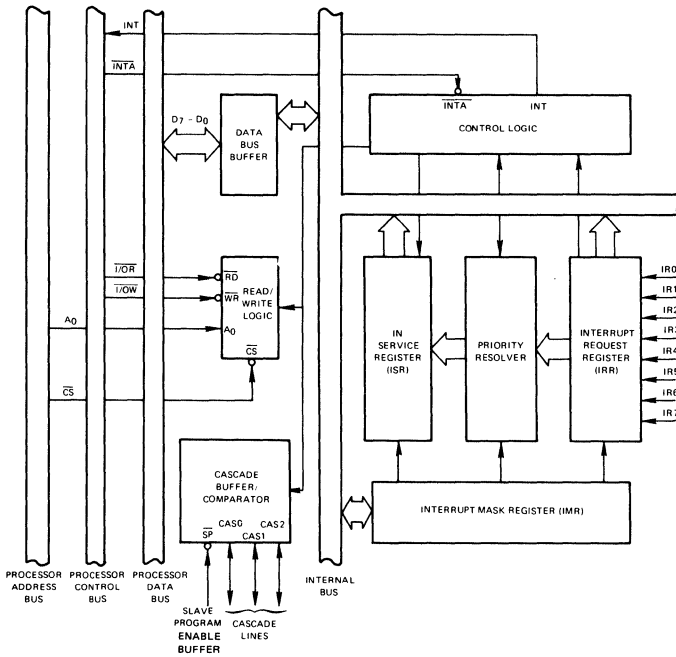 INT
INTA
INTA
INT
CONTROL LOGIC
D7 - D0
DATA
BUS
BUFFER
I/OR
I/OW
A0
CS
RD
WR
A0
CS
READ/
WRITE
LOGIC
IN
SERVICE
REGISTER
(ISR)
PRIORITY
RESOLVER
INTERRUPT
REQUEST
REGISTER
(IRR)
IR0
IR1
IR2
IR3
IR4
IR5
IR6
IR7
CASCADE
BUFFER/
COMPARATOR
SP
CAS0
CAS1
CAS2
INTERRUPT MASK REGISTER (IMR)
PROCESSOR
ADDRESS
BUS
PROCESSOR
CONTROL
BUS
PROCESSOR
DATA
BUS
INTERNAL
BUS
SLAVE
PROGRAM
ENABLE
BUFFER
CASCADE
LINES